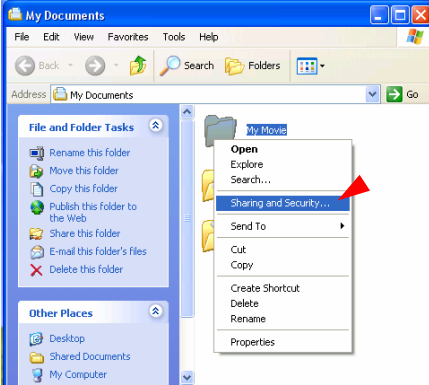 My Documents
File Edit View Favorites Tools Help
Back Search Folders
Address My Documents Go
File and Folder Tasks
Rename this folder
Move this folder
Copy this folder
Publish this folder to
the Web
Share this folder
E-mail this folder's files
Delete this folder
Other Places
Desktop
Shared Documents
My Computer
My Movie
Open
Explore
Search...
Sharing and Security...
Send To
Cut
Copy
Create Shortcut
Delete
Rename
Properties